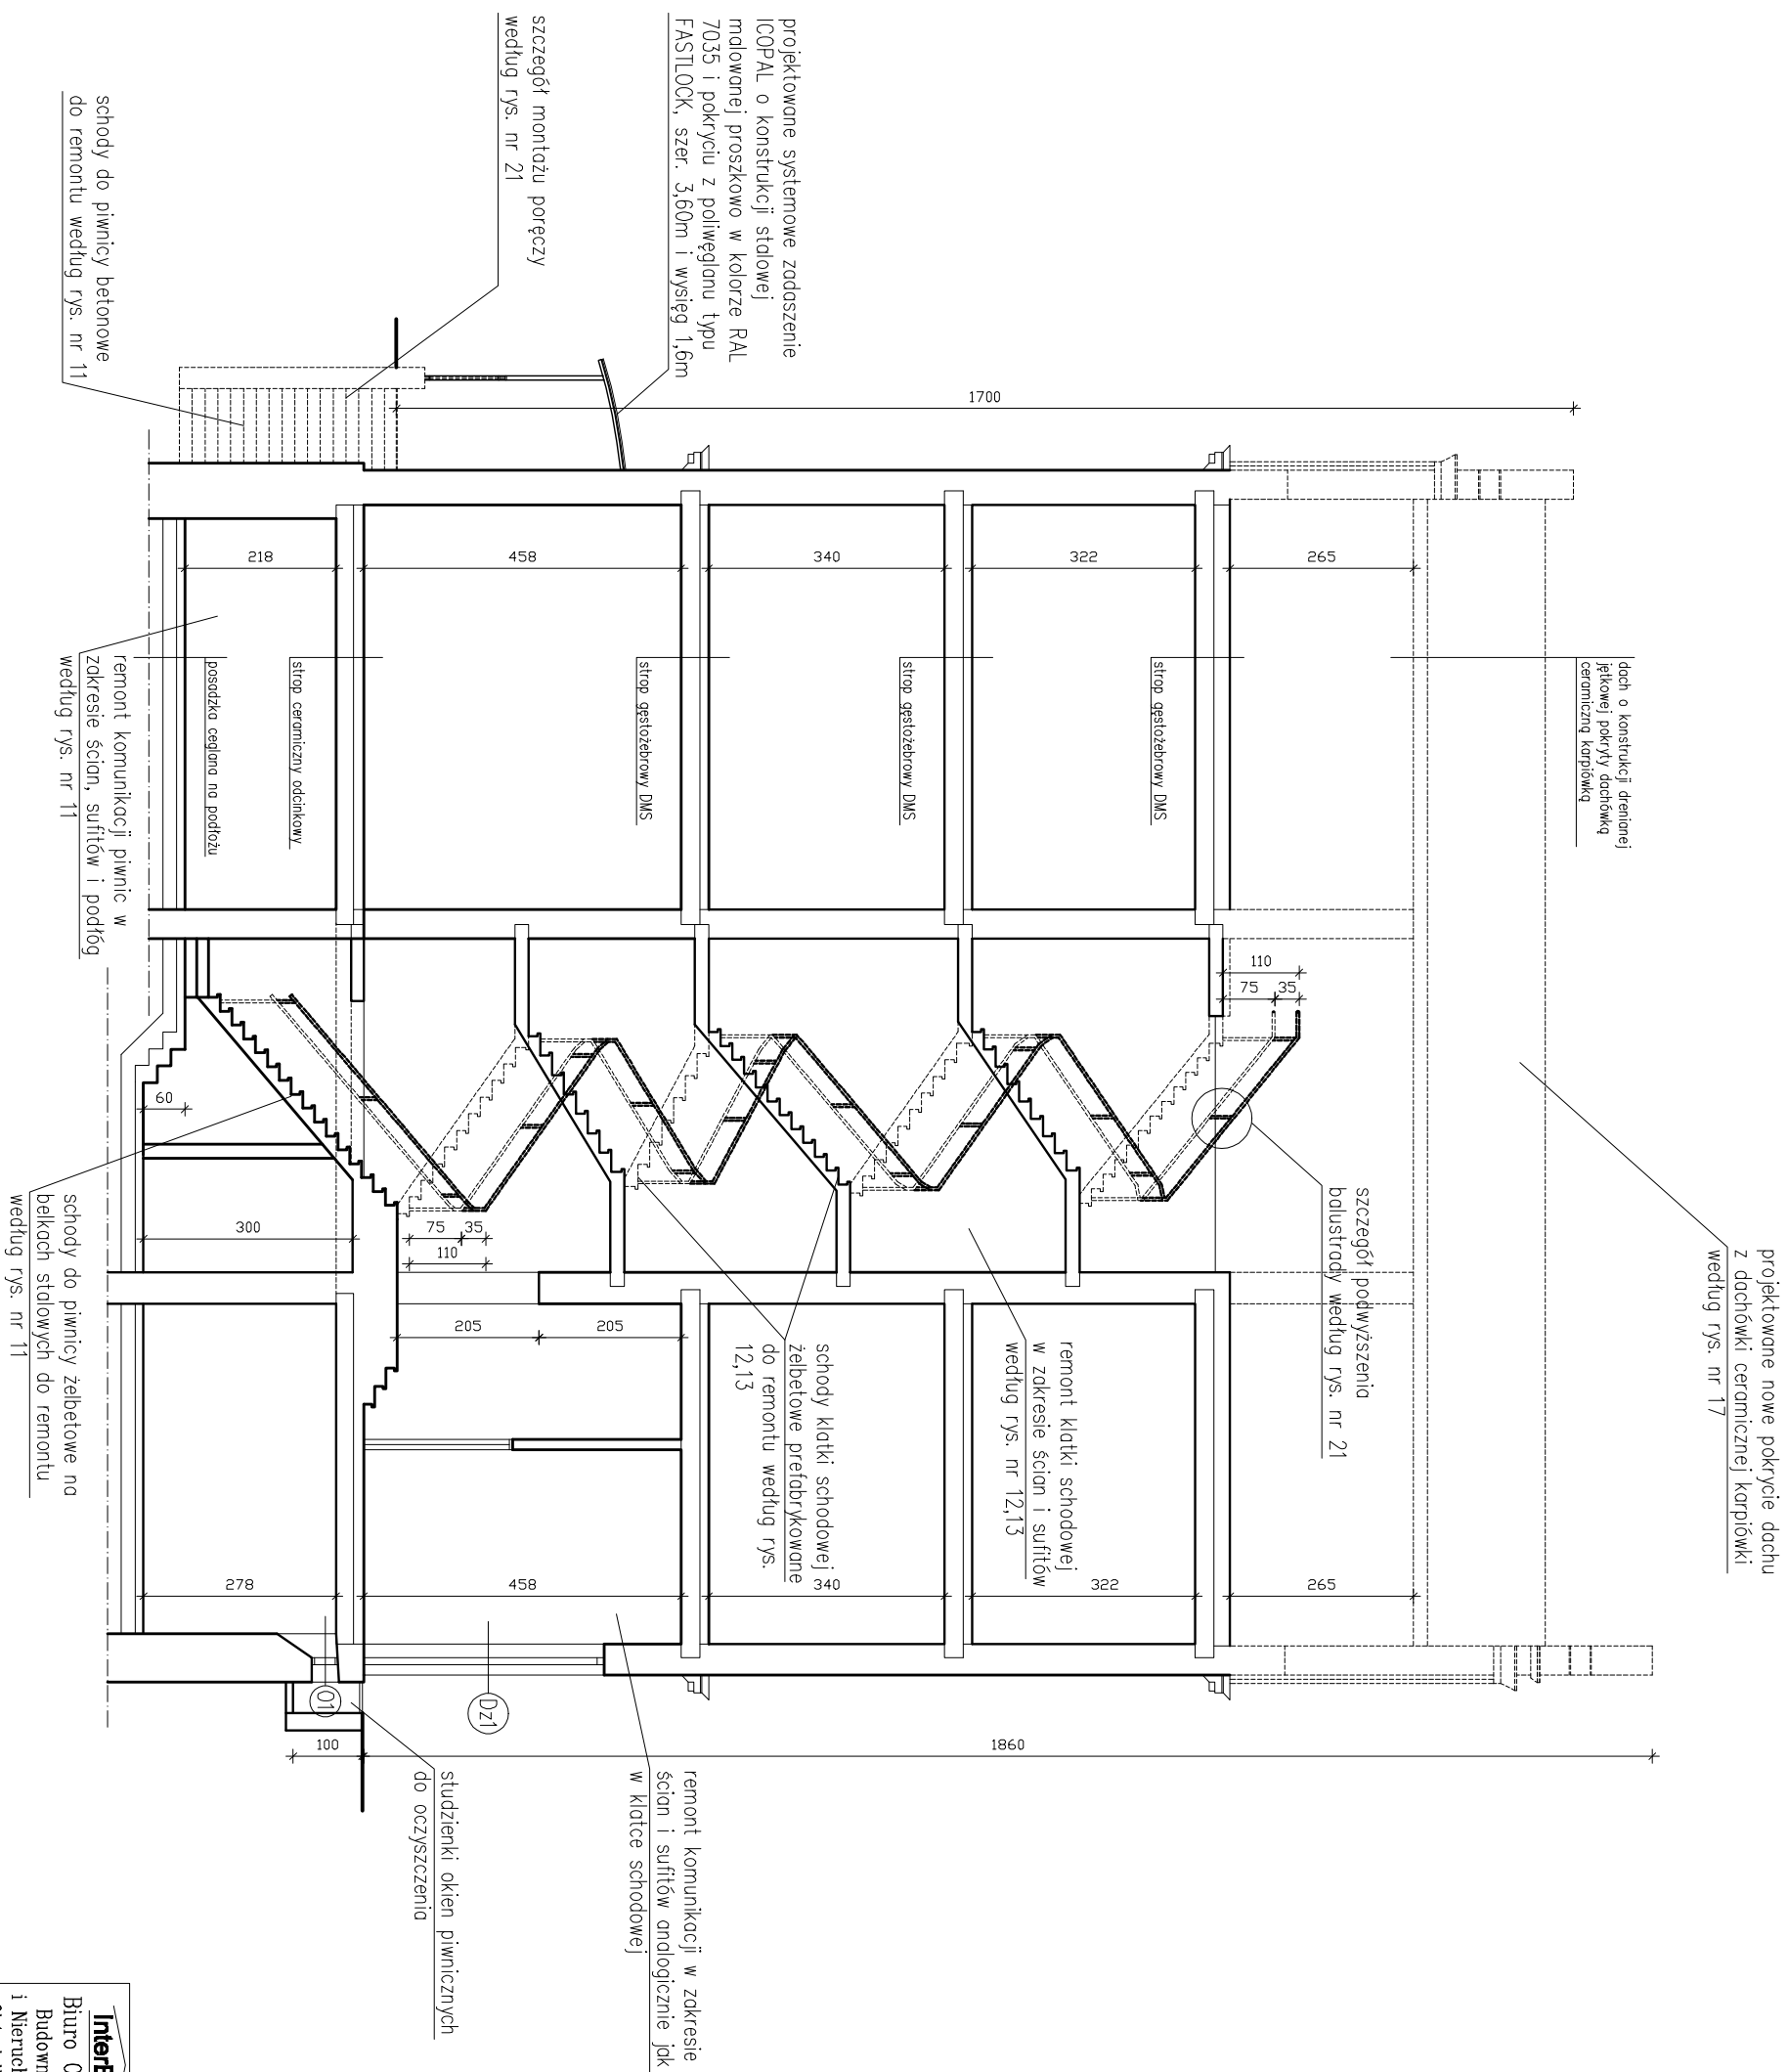 projektowane nowe pokrycie dachu
z dachówki ceramicznej karpiówki
według rys. nr 17
dach o konstrukcji drenianej
jętkowej pokryty dachówką
ceramiczną karpiówką
szczegół podwyższenia
balustrady według rys. nr 21
remont klatki schodowej
w zakresie ścian i sufitów
według rys. nr 12,13
schody klatki schodowej
żelbetowe prefabrykowane
do remontu według rys.
12,13
projektowane systemowe zadaszenie
ICOPAL o konstrukcji stalowej
malowanej proszkowo w kolorze RAL
7035 i pokryciu z poliwęglanu typu
FASTLOCK, szer. 3,60m i wysięg 1,6m
szczegół montażu poręczy
według rys. nr 21
schody do piwnicy betonowe
do remontu według rys. nr 11
strop gęstożebrowy DMS
strop gęstożebrowy DMS
strop gęstożebrowy DMS
strop ceramiczny odcinkowy
posadzka ceglana na podłożu
remont komunikacji piwnic w
zakresie ścian, sufitów i podłóg
według rys. nr 11
schody do piwnicy żelbetowe na
belkach stalowych do remontu
według rys. nr 11
remont komunikacji w zakresie
ścian i sufitów analogicznie jak
w klatce schodowej
studzienki okien piwnicznych
do oczyszczenia
1700
265
322
340
458
218
110
75
35
75
35
110
60
300
205
205
265
322
340
458
278
1860
100
Dz1
O1
InterB
Biuro
Budown
i Nieruch